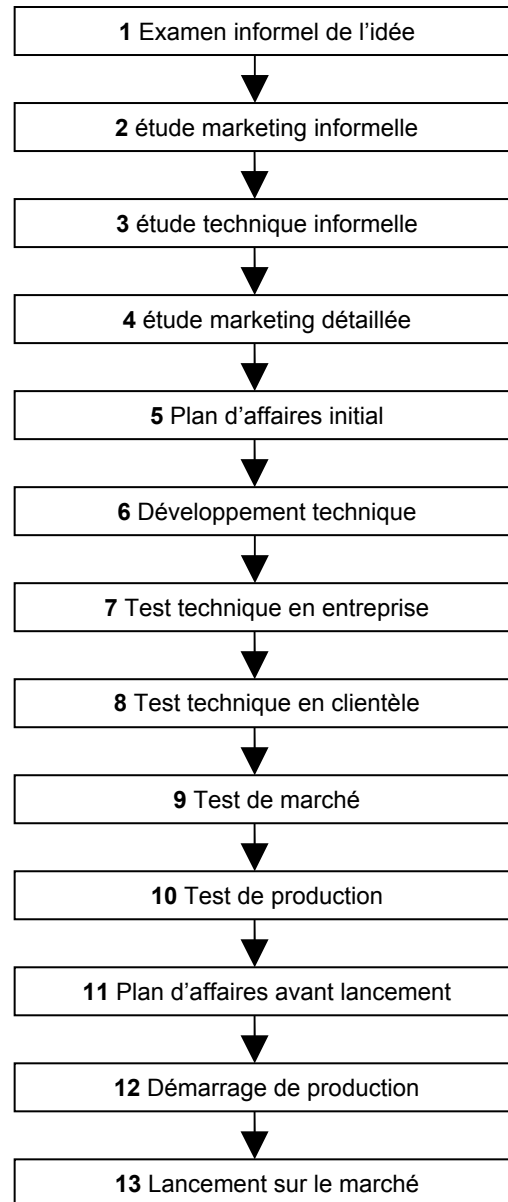 1 Examen informel de l’idée
2 étude marketing informelle
3 étude technique informelle
4 étude marketing détaillée
5 Plan d’affaires initial
6 Développement technique
7 Test technique en entreprise
8 Test technique en clientèle
9 Test de marché
10 Test de production
11 Plan d’affaires avant lancement
12 Démarrage de production
13 Lancement sur le marché